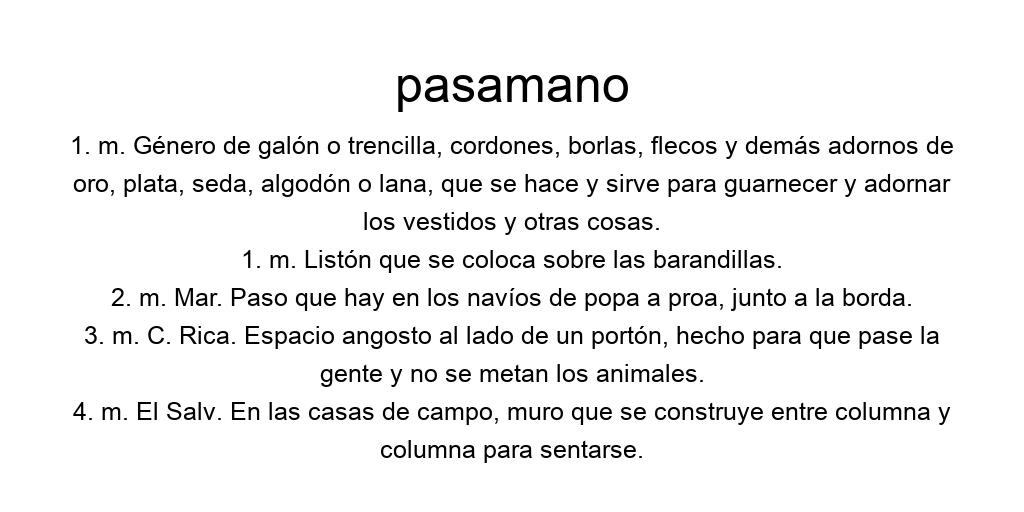 pasamano
1. m. Género de galón o trencilla, cordones, borlas, flecos y demás adornos de
oro, plata, seda, algodón o lana, que se hace y sirve para guarnecer y adornar
los vestidos y otras cosas.
1. m. Listón que se coloca sobre las barandillas.
2. m. Mar. Paso que hay en los navíos de popa a proa, junto a la borda.
3. m. C. Rica. Espacio angosto al lado de un portón, hecho para que pase la
gente y no se metan los animales.
4. m. El Salv. En las casas de campo, muro que se construye entre columna y
columna para sentarse.